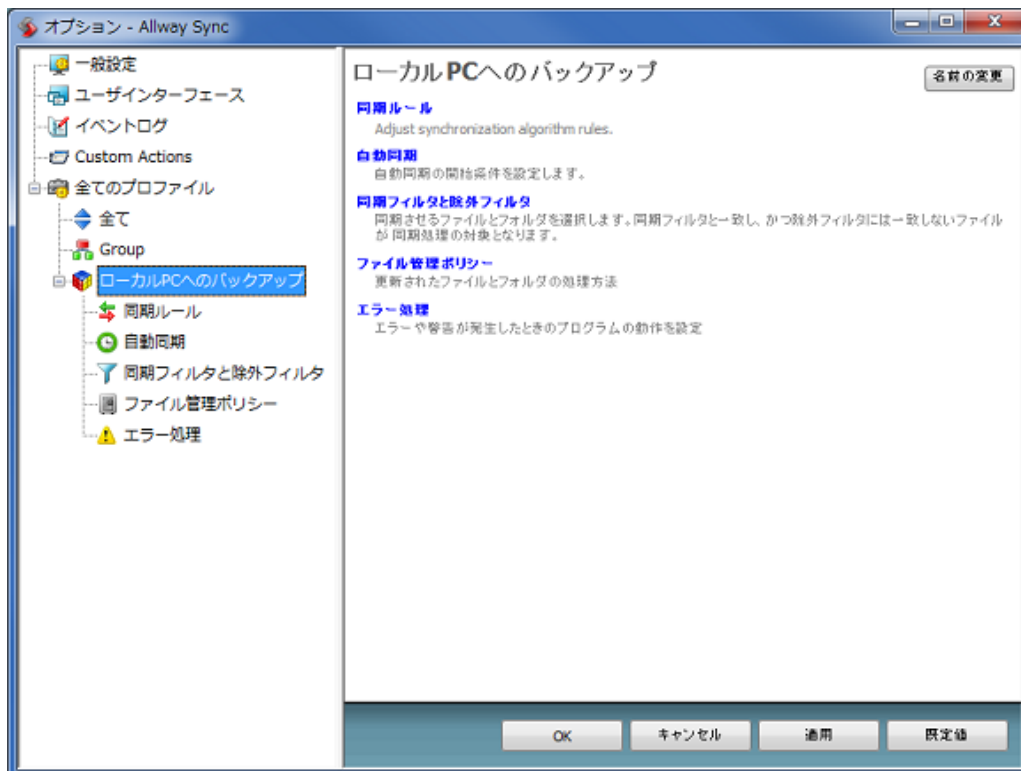 オプション - Allway Sync
一般設定
ユーザインターフェース
イベントログ
Custom Actions
全てのプロファイル
全て
Group
ローカルPCへのバックアップ
同期ルール
自動同期
同期フィルタと除外フィルタ
ファイル管理ポリシー
エラー処理
ローカルPCへのバックアップ
名前の変更
同期ルール
Adjust synchronization algorithm rules.
自動同期
自動同期の開始条件を設定します。
同期フィルタと除外フィルタ
同期させるファイルとフォルダを選択します。同期フィルタと一致し、かつ除外フィルタには一致しないファイル
が 同期処理の対象となります。
ファイル管理ポリシー
更新されたファイルとフォルダの処理方法
エラー処理
エラーや警告が発生したときのプログラムの動作を設定
OK
キャンセル
適用
既定値